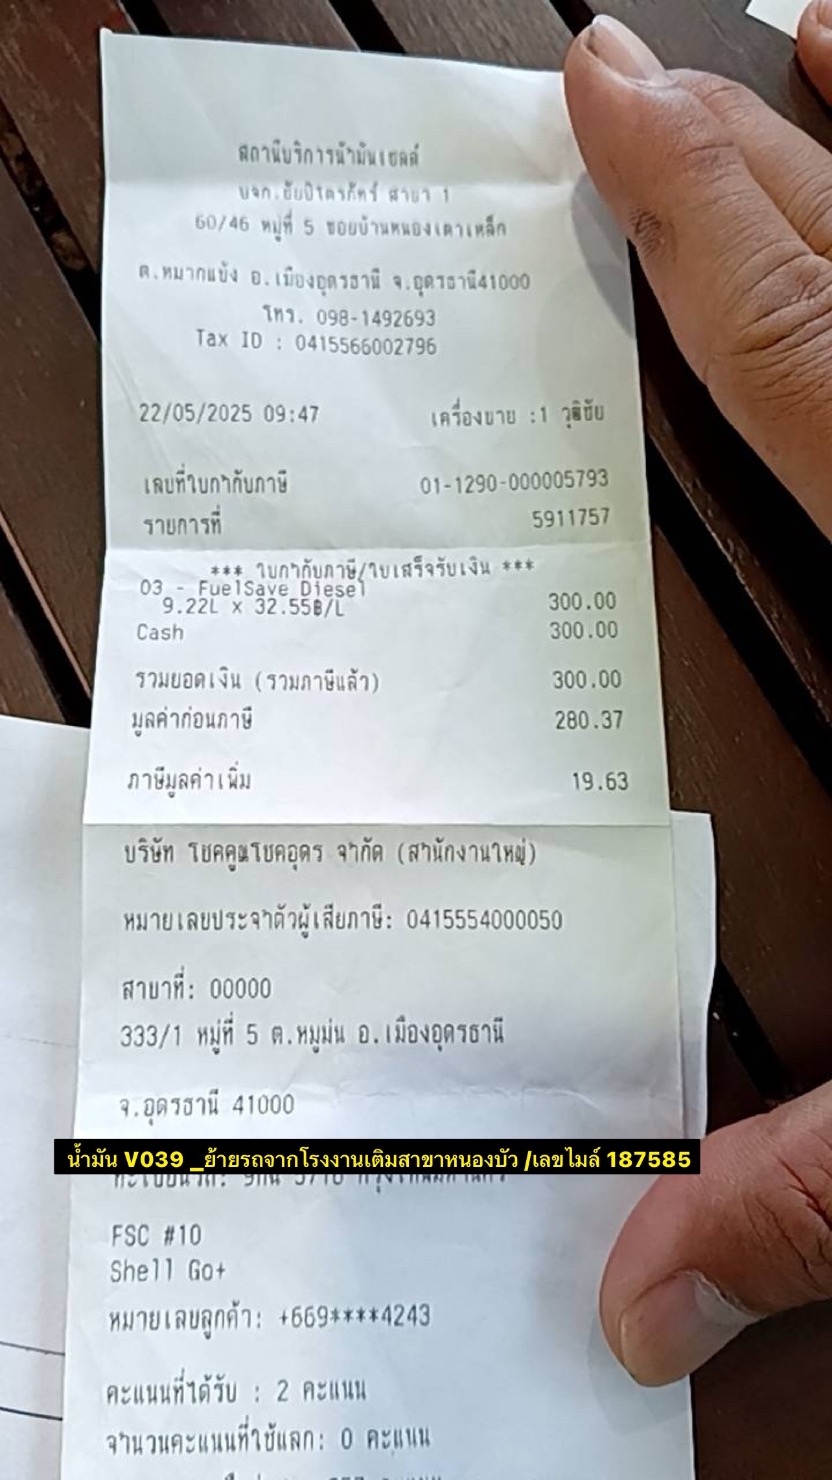 สถานีบริการน้ำมันเชลล์
บจก.ชัยปิโตรภัทร์ สาขา 1
60/46 หมู่ที่ 5 ซอยบ้านหนองเตาเหล็ก
ต.หมากแข้ง อ.เมืองอุดรธานี จ.อุดรธานี41000
โทร. 098-1492693
Tax ID : 0415566002796
22/05/2025 09:47 เครื่องขาย :1 วุฒิชัย
เลขที่ใบกำกับภาษี 01-1290-000005793
รายการที่ 5911757
*** ใบกำกับภาษี/ใบเสร็จรับเงิน ***
03 - FuelSave Diesel
9.22L x 32.55฿/L 300.00
Cash 300.00
รวมยอดเงิน (รวมภาษีแล้ว) 300.00
มูลค่าก่อนภาษี 280.37
ภาษีมูลค่าเพิ่ม 19.63
บริษัท โชคคูณโชคอุดร จำกัด (สำนักงานใหญ่)
หมายเลขประจำตัวผู้เสียภาษี: 0415554000050
สาขาที่: 00000
333/1 หมู่ที่ 5 ต.หมูม่น อ.เมืองอุดรธานี
จ.อุดรธานี 41000
น้ำมัน V039 _ย้ายรถจากโรงงานเติมสาขาหนองบัว /เลขไมล์ 187585
FSC #10
Shell Go+
หมายเลขลูกค้า: +669****4243
คะแนนที่ได้รับ : 2 คะแนน
จำนวนคะแนนที่ใช้แลก: 0 คะแนน